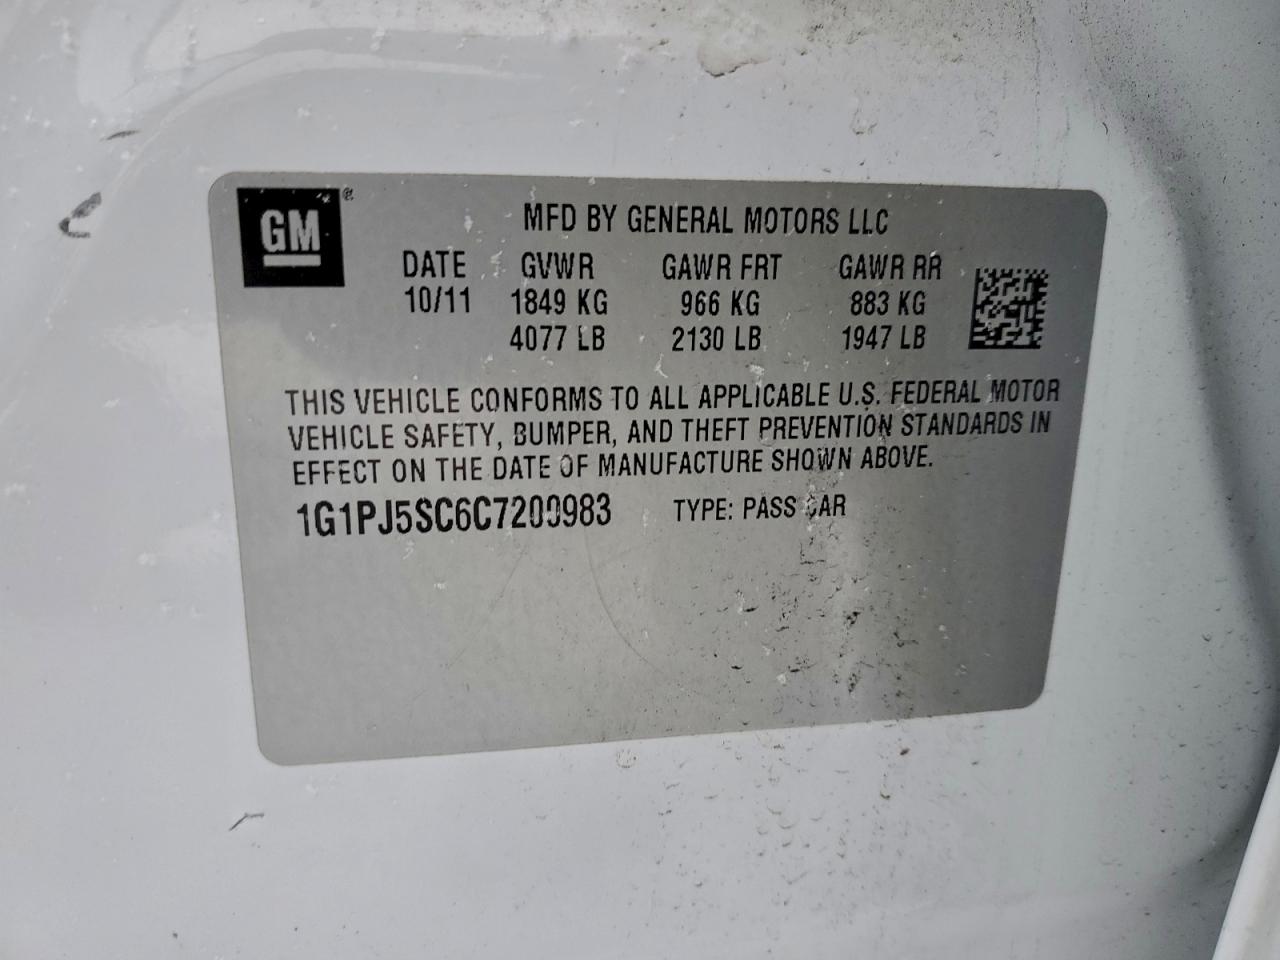 GM ®
MFD BY GENERAL MOTORS LLC
DATE GVWR GAWR FRT GAWR RR
10/11 1849 KG 966 KG 883 KG
4077 LB 2130 LB 1947 LB
THIS VEHICLE CONFORMS TO ALL APPLICABLE U.S. FEDERAL MOTOR
VEHICLE SAFETY, BUMPER, AND THEFT PREVENTION STANDARDS IN
EFFECT ON THE DATE OF MANUFACTURE SHOWN ABOVE.
1G1PJ5SC6C7200983 TYPE: PASS CAR